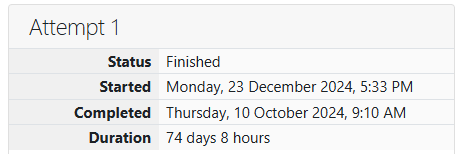 Attempt 1
Status Finished
Started Monday, 23 December 2024, 5:33 PM
Completed Thursday, 10 October 2024, 9:10 AM
Duration 74 days 8 hours